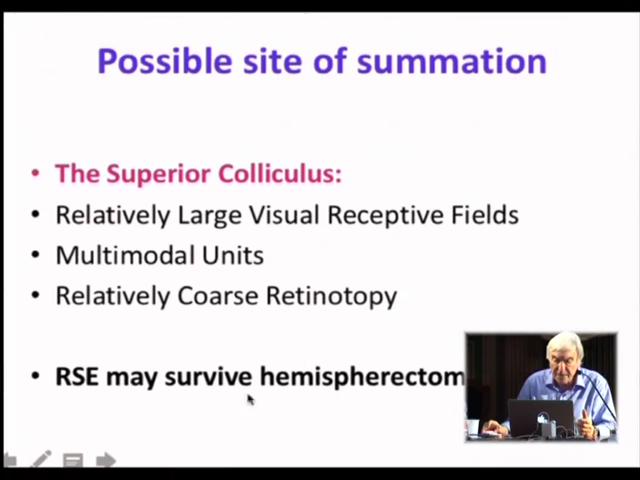 Possible site of summation
• The Superior Colliculus:
• Relatively Large Visual Receptive Fields
• Multimodal Units
• Relatively Coarse Retinotopy
• RSE may survive hemispherectom